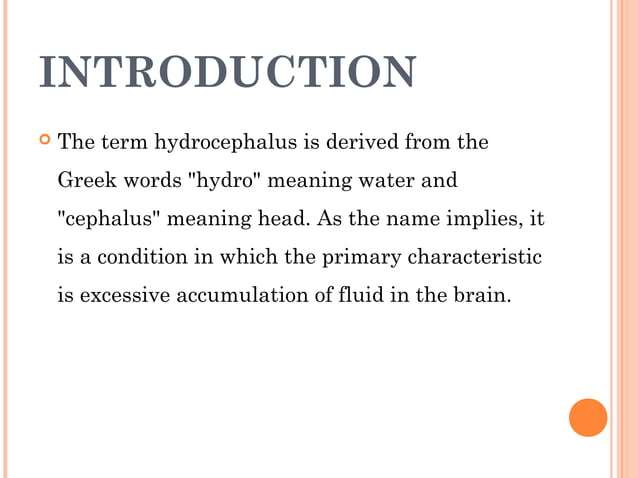 INTRODUCTION
The term hydrocephalus is derived from the
Greek words "hydro" meaning water and
"cephalus" meaning head. As the name implies, it
is a condition in which the primary characteristic
is excessive accumulation of fluid in the brain.